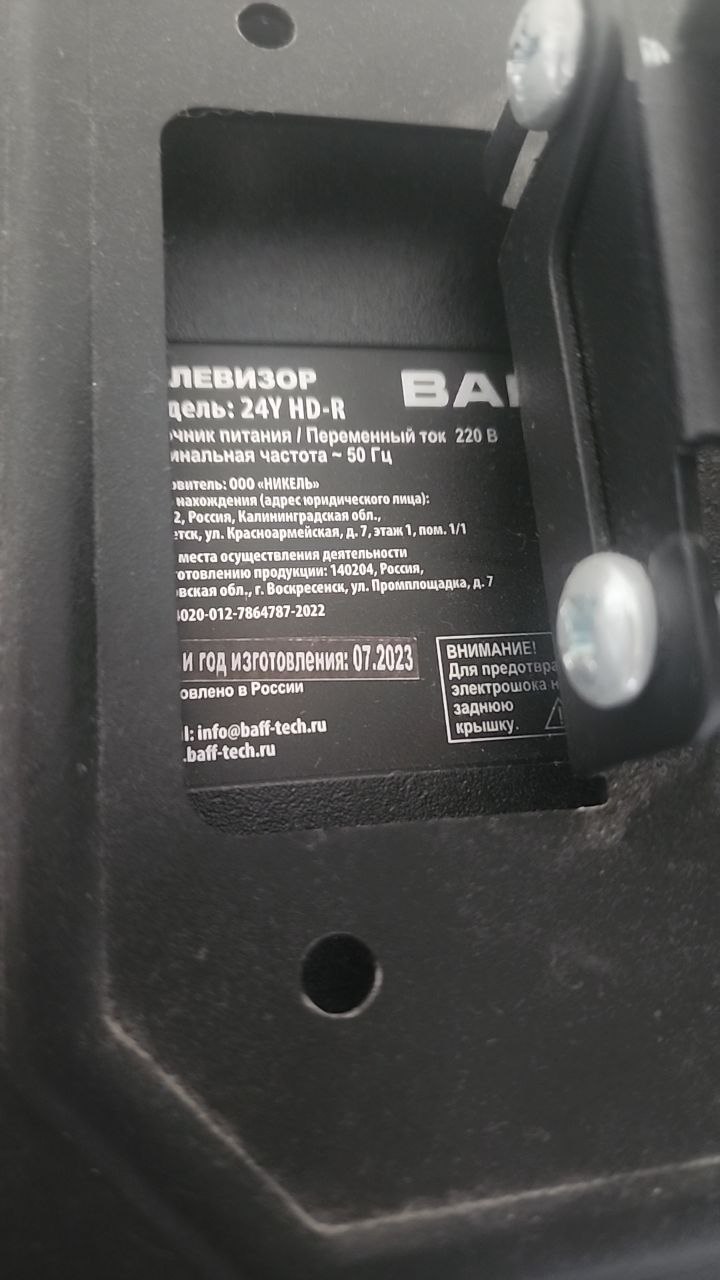 ЛЕВИЗОР
BA
дель: 24Y HD-R
чник питания / Переменный ток 220 В
инальная частота ~ 50 Гц
овитель: ООО «НИКЕЛЬ»
нахождения (адрес юридического лица):
2, Россия, Калининградская обл.,
етск, ул. Красноармейская, д. 7, этаж 1, пом. 1/1
места осуществления деятельности
готовлению продукции: 140204, Россия,
вская обл., г. Воскресенск, ул. Промплощадка, д. 7
4020-012-7864787-2022
и год изготовления: 07.2023
овлено в России
l: info@baff-tech.ru
.baff-tech.ru
ВНИМАНИЕ!
Для предотвра
электрошока н
заднюю
крышку.